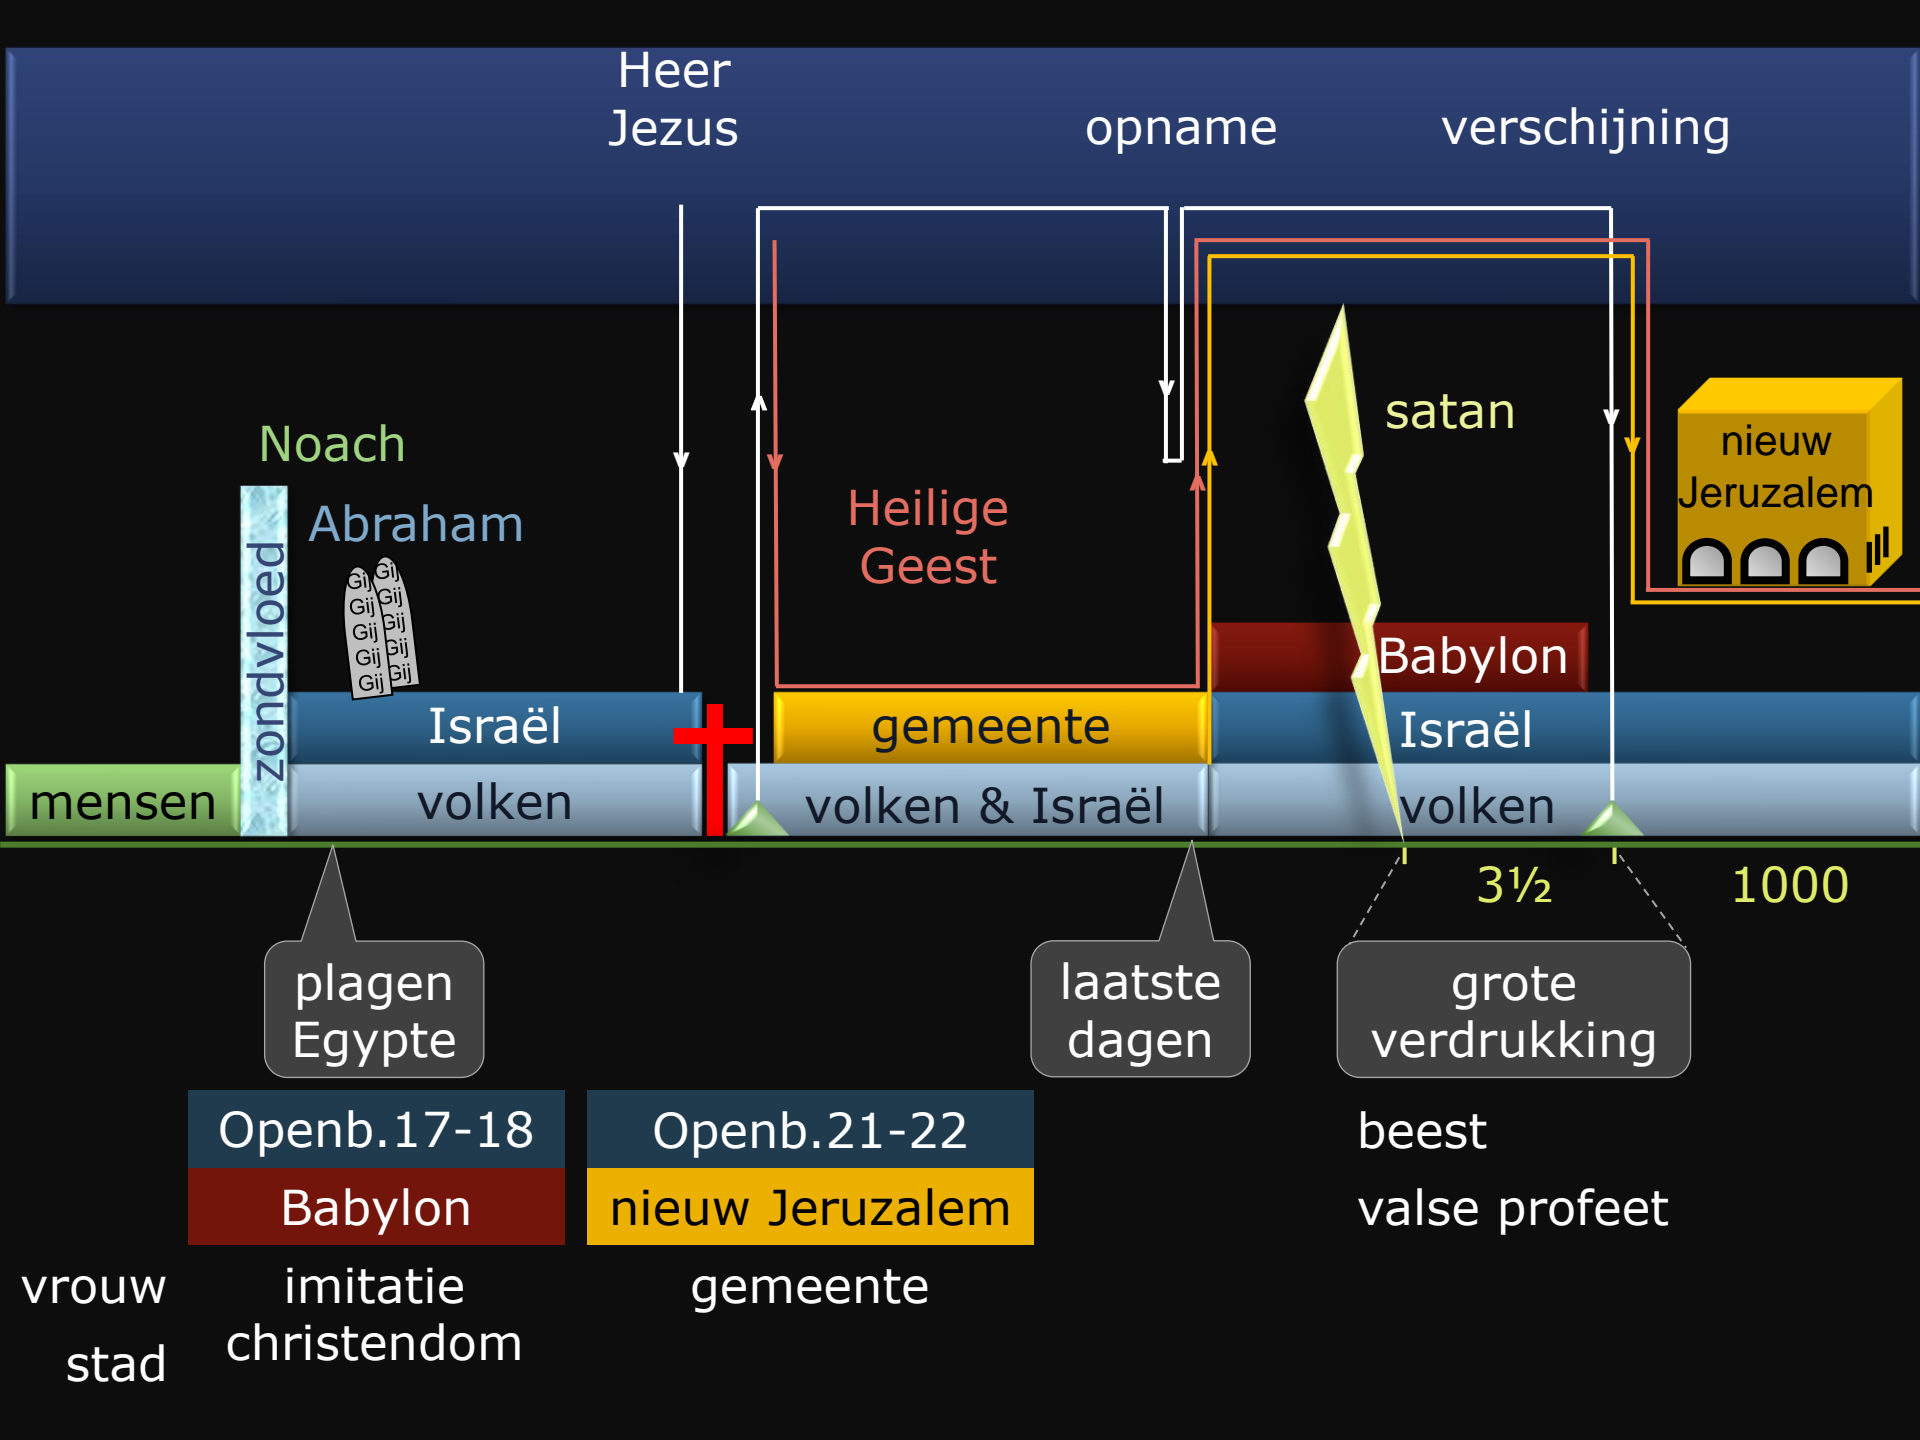 Heer
Jezus
opname
verschijning
satan
Noach
nieuw
Jeruzalem
Heilige
Geest
Abraham
zondvloed
Gij
Gij
Gij
Gij
Gij
Gij
Gij
Gij
Gij
Gij
Babylon
Israël
gemeente
Israël
mensen
volken
volken & Israël
volken
3½
1000
plagen
Egypte
laatste
dagen
grote
verdrukking
Openb.17-18
Openb.21-22
beest
Babylon
nieuw Jeruzalem
valse profeet
vrouw
imitatie
christendom
gemeente
stad